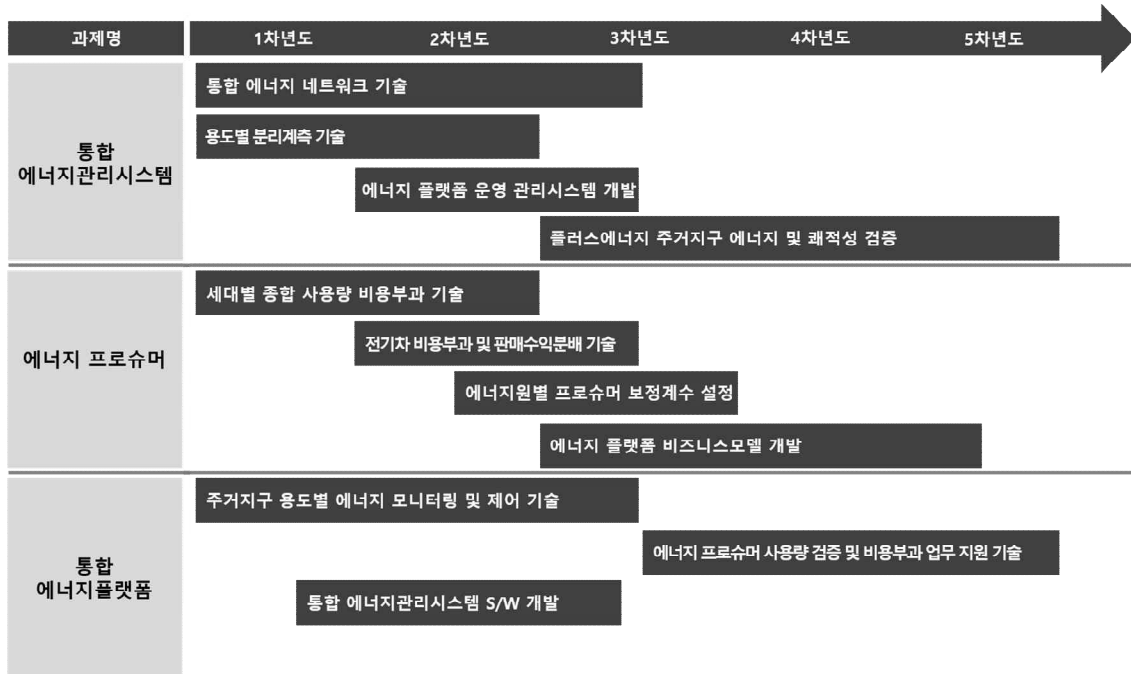 과제명
1차년도
2차년도
3차년도
4차년도
5차년도
통합
에너지관리시스템
통합 에너지 네트워크 기술
용도별 분리계측 기술
에너지 플랫폼 운영 관리시스템 개발
플러스에너지 주거지구 에너지 및 쾌적성 검증
에너지 프로슈머
세대별 종합 사용량 비용부과 기술
전기차 비용부과 및 판매수익분배 기술
에너지원별 프로슈머 보정계수 설정
에너지 플랫폼 비즈니스모델 개발
통합
에너지플랫폼
주거지구 용도별 에너지 모니터링 및 제어 기술
에너지 프로슈머 사용량 검증 및 비용부과 업무 지원 기술
통합 에너지관리시스템 S/W 개발